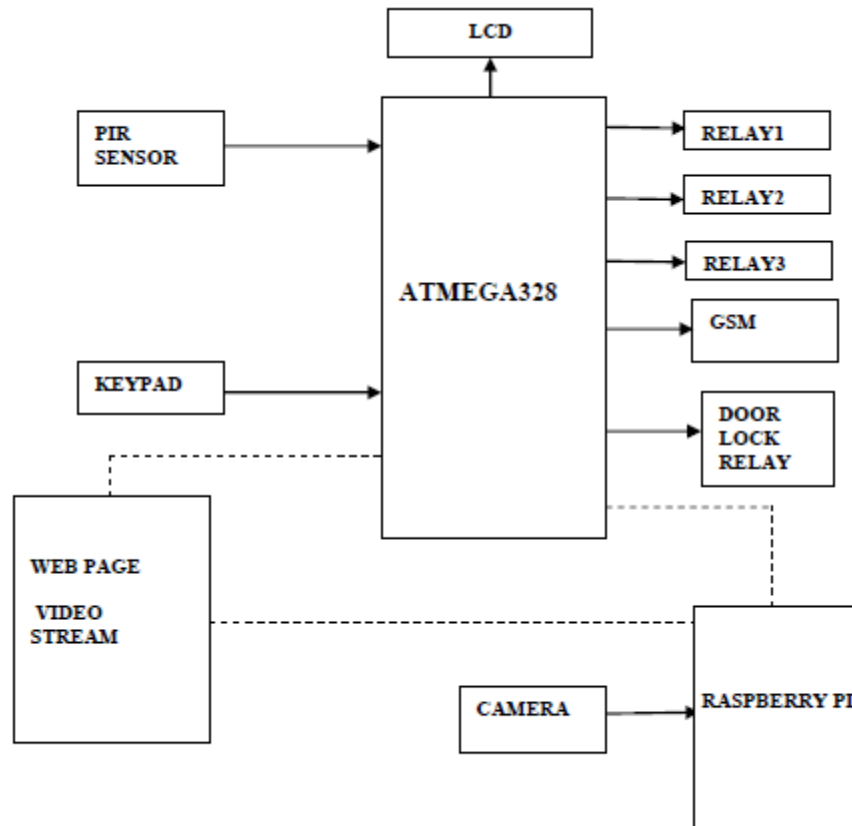 LCD
PIR
SENSOR
RELAY1
RELAY2
RELAY3
ATMEGA328
GSM
KEYPAD
DOOR
LOCK
RELAY
WEB PAGE
VIDEO
STREAM
CAMERA
RASPBERRY PI